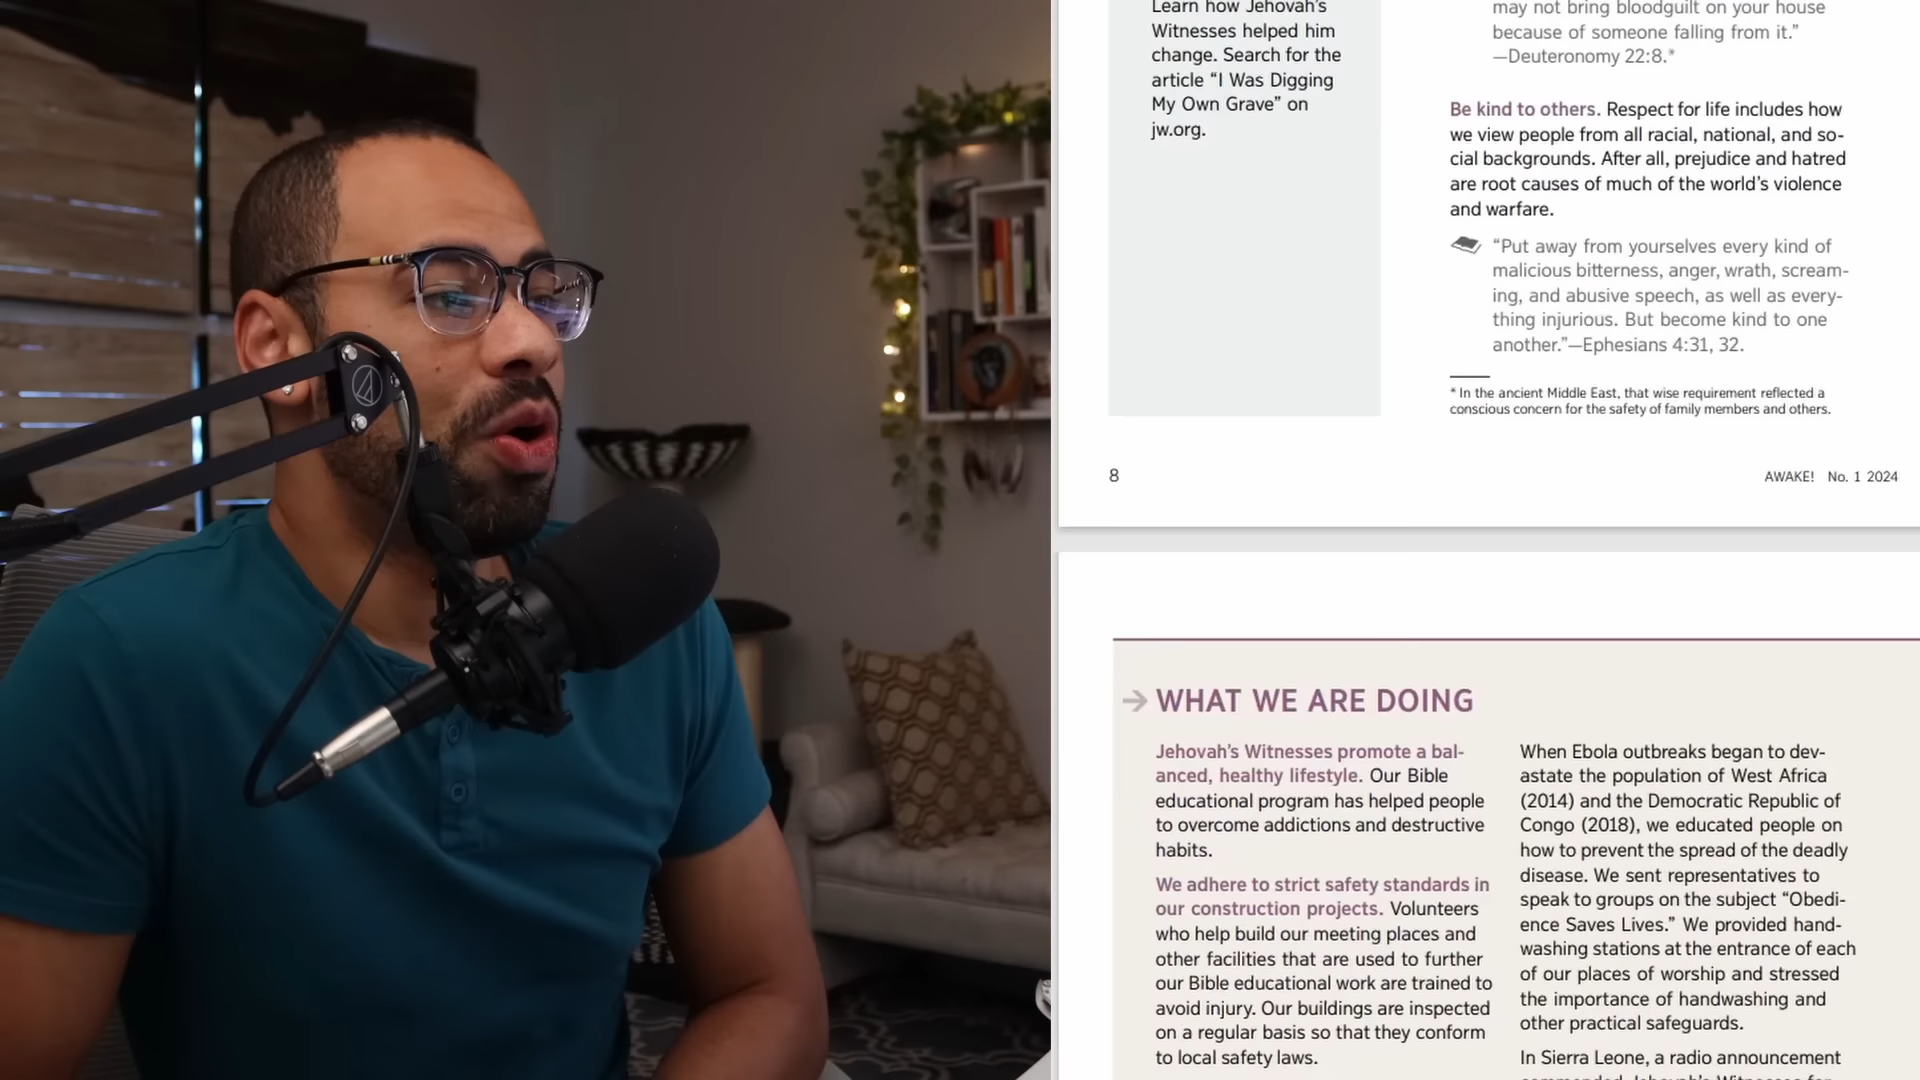 Learn how Jehovah's
Witnesses helped him
change. Search for the
article “I Was Digging
My Own Grave” on
jw.org.
may not bring bloodguilt on your house
because of someone falling from it.”
—Deuteronomy 22:8.*
Be kind to others. Respect for life includes how
we view people from all racial, national, and so-
cial backgrounds. After all, prejudice and hatred
are root causes of much of the world's violence
and warfare.
“Put away from yourselves every kind of
malicious bitterness, anger, wrath, scream-
ing, and abusive speech, as well as every-
thing injurious. But become kind to one
another.”—Ephesians 4:31, 32.
* In the ancient Middle East, that wise requirement reflected a
conscious concern for the safety of family members and others.
8
AWAKE! No. 1 2024
WHAT WE ARE DOING
Jehovah's Witnesses promote a bal-
anced, healthy lifestyle. Our Bible
educational program has helped people
to overcome addictions and destructive
habits.
We adhere to strict safety standards in
our construction projects. Volunteers
who help build our meeting places and
other facilities that are used to further
our Bible educational work are trained to
avoid injury. Our buildings are inspected
on a regular basis so that they conform
to local safety laws.
When Ebola outbreaks began to dev-
astate the population of West Africa
(2014) and the Democratic Republic of
Congo (2018), we educated people on
how to prevent the spread of the deadly
disease. We sent representatives to
speak to groups on the subject “Obedi-
ence Saves Lives.” We provided hand-
washing stations at the entrance of each
of our places of worship and stressed
the importance of handwashing and
other practical safeguards.
In Sierra Leone, a radio announcement